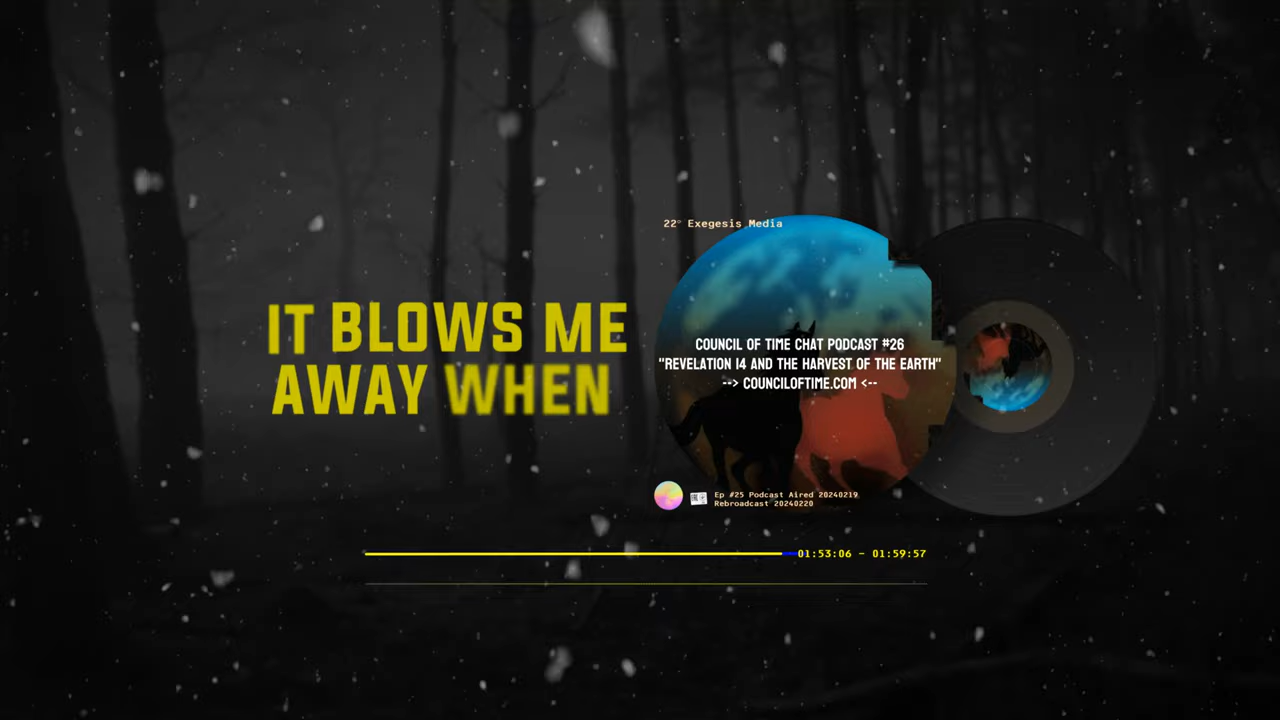 22° Exegesis Media
IT BLOWS ME
AWAY WHEN
COUNCIL OF TIME CHAT PODCAST #26
"REVELATION 14 AND THE HARVEST OF THE EARTH"
--> COUNCILOFTIME.COM <--
Ep #25 Podcast Aired 20240219
Rebroadcast 20240220
01:53:06 - 01:59:57